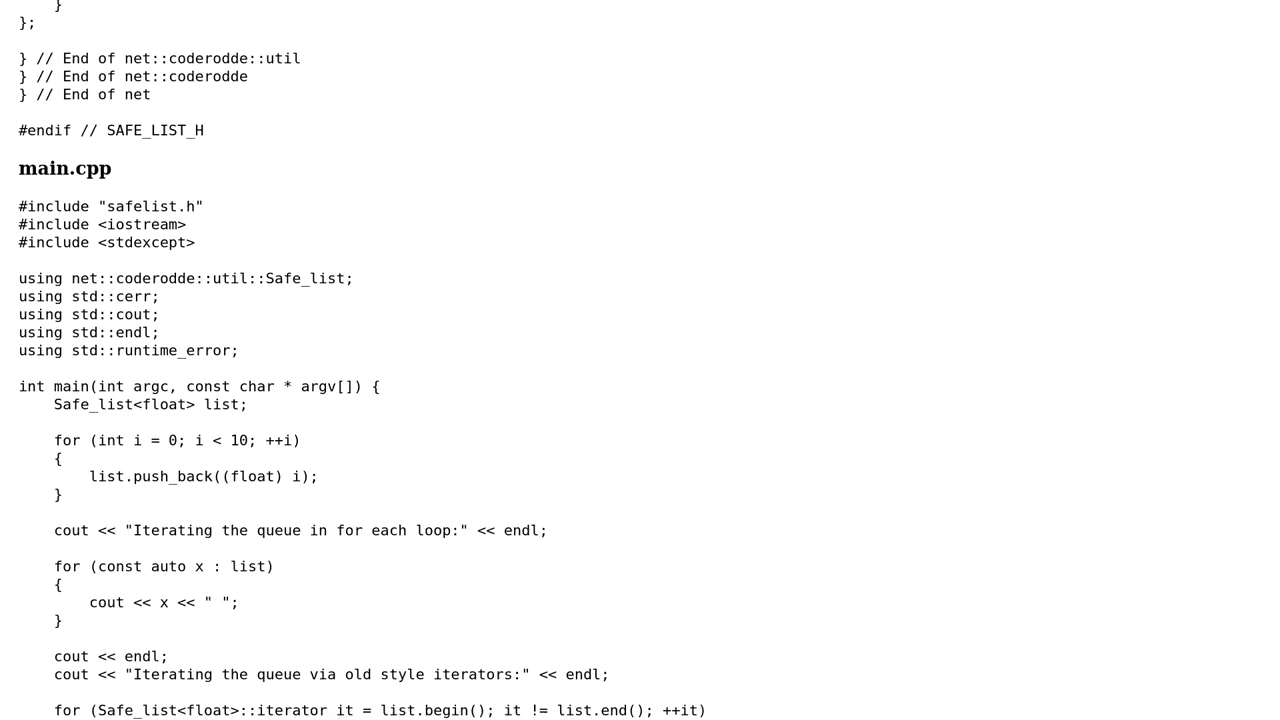 }
};

} // End of net::coderodde::util
} // End of net::coderodde
} // End of net

#endif // SAFE_LIST_H

main.cpp

#include "safelist.h"
#include <iostream>
#include <stdexcept>

using net::coderodde::util::Safe_list;
using std::cerr;
using std::cout;
using std::endl;
using std::runtime_error;

int main(int argc, const char * argv[]) {
    Safe_list<float> list;

    for (int i = 0; i < 10; ++i)
    {
        list.push_back((float) i);
    }

    cout << "Iterating the queue in for each loop:" << endl;

    for (const auto x : list)
    {
        cout << x << " ";
    }

    cout << endl;
    cout << "Iterating the queue via old style iterators:" << endl;

    for (Safe_list<float>::iterator it = list.begin(); it != list.end(); ++it)